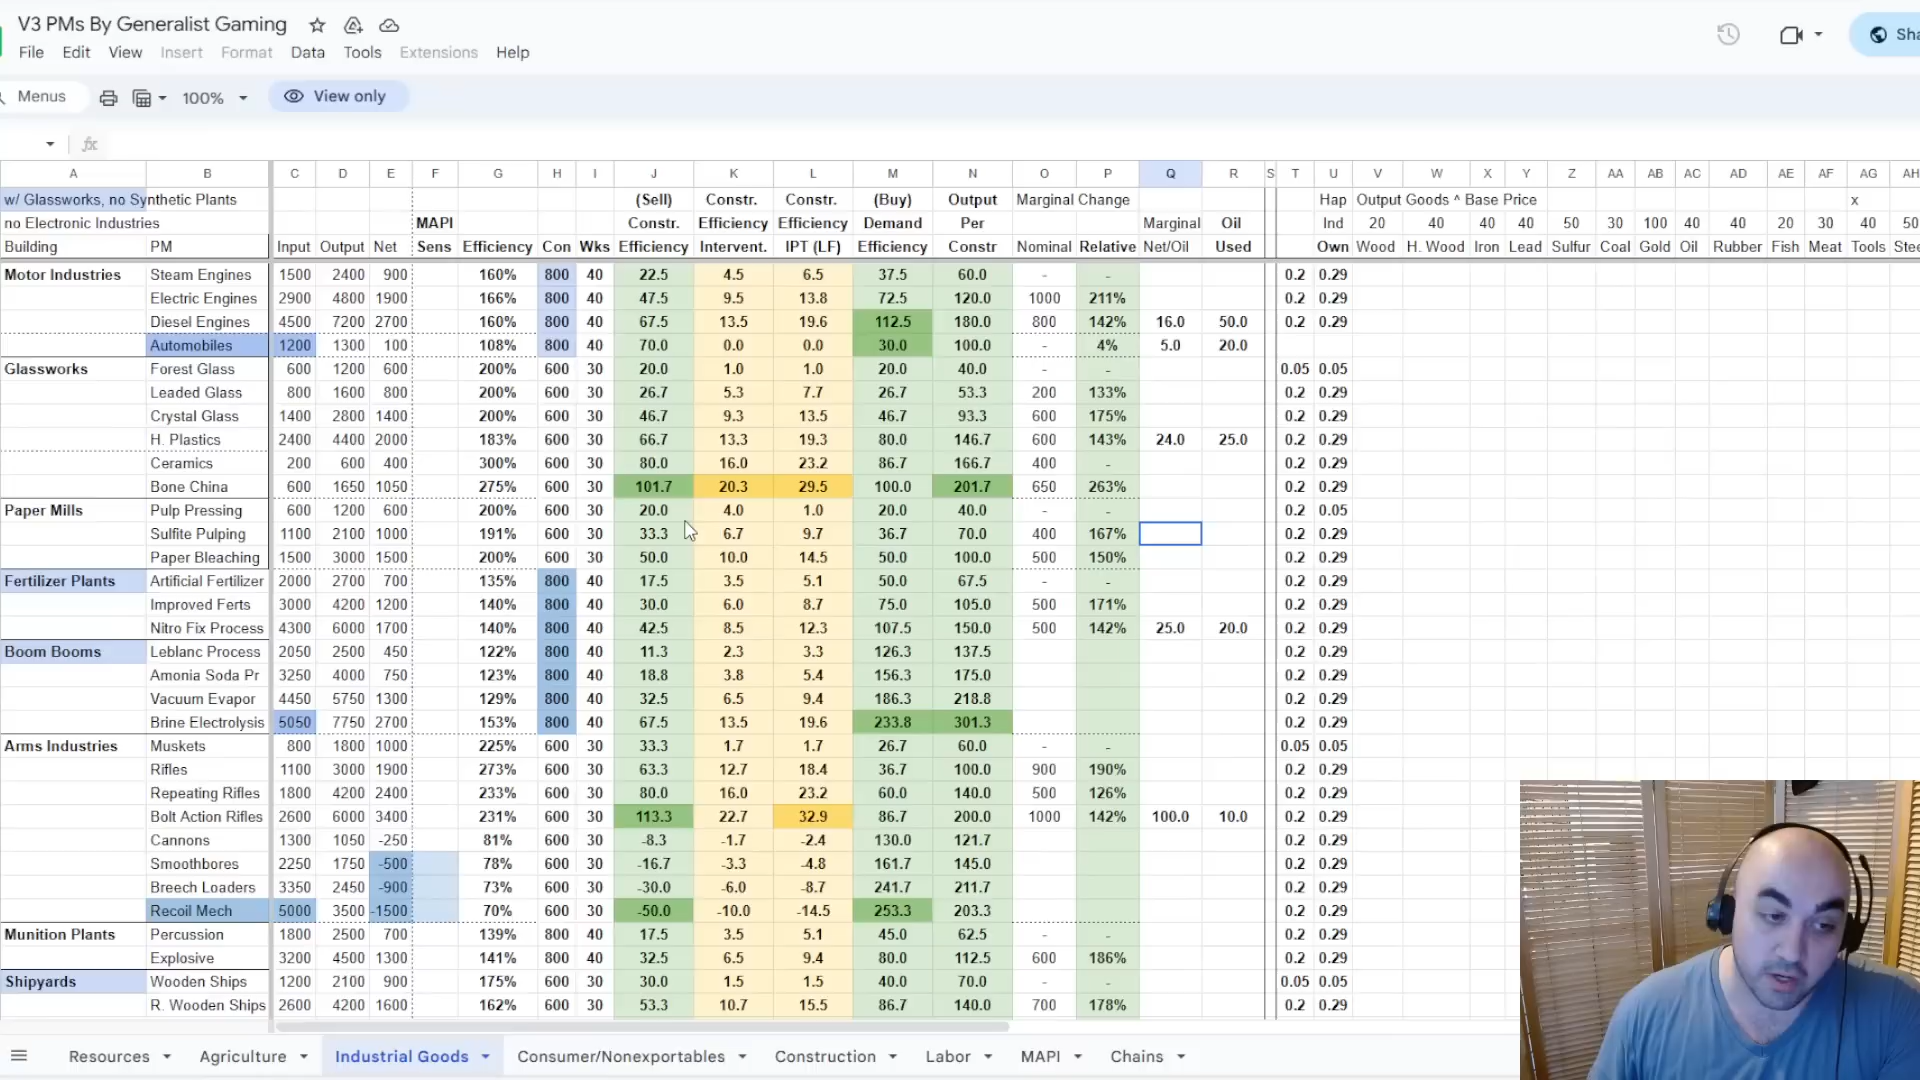 V3 PMs By Generalist Gaming
File Edit View Insert Format Data Tools Extensions Help
Menus 100% View only
fx
A B C D E F G H I J K L M N O P Q R S T U V W X Y Z AA AB AC AD AE AF AG AH
w/ Glassworks, no Synthetic Plants (Sell) Constr. Constr. (Buy) Output Marginal Change Hap Output Goods ^ Base Price x
no Electronic Industries MAPI Constr. Efficiency Efficiency Demand Per Marginal Oil Ind 20 40 40 40 50 30 100 40 40 20 30 40 50
Building PM Input Output Net Sens Efficiency Con Wks Efficiency Intervent. IPT (LF) Efficiency Constr Nominal Relative Net/Oil Used Own Wood H. Wood Iron Lead Sulfur Coal Gold Oil Rubber Fish Meat Tools
Motor Industries Steam Engines 1500 2400 900 160% 800 40 22.5 4.5 6.5 37.5 60.0 - - 0.2 0.29
Electric Engines 2900 4800 1900 166% 800 40 47.5 9.5 13.8 72.5 120.0 1000 211% 0.2 0.29
Diesel Engines 4500 7200 2700 160% 800 40 67.5 13.5 19.6 112.5 180.0 800 142% 16.0 50.0 0.2 0.29
Automobiles 1200 1300 100 108% 800 40 70.0 0.0 0.0 30.0 100.0 - 4% 5.0 20.0
Glassworks Forest Glass 600 1200 600 200% 600 30 20.0 1.0 1.0 20.0 40.0 - - 0.05 0.05
Leaded Glass 800 1600 800 200% 600 30 26.7 5.3 7.7 26.7 53.3 200 133% 0.2 0.29
Crystal Glass 1400 2800 1400 200% 600 30 46.7 9.3 13.5 46.7 93.3 600 175% 0.2 0.29
H. Plastics 2400 4400 2000 183% 600 30 66.7 13.3 19.3 80.0 146.7 600 143% 24.0 25.0 0.2 0.29
Ceramics 200 600 400 300% 600 30 80.0 16.0 23.2 86.7 166.7 400 - 0.2 0.29
Bone China 600 1650 1050 275% 600 30 101.7 20.3 29.5 100.0 201.7 650 263% 0.2 0.29
Paper Mills Pulp Pressing 600 1200 600 200% 600 30 20.0 4.0 1.0 20.0 40.0 - - 0.2 0.05
Sulfite Pulping 1100 2100 1000 191% 600 30 33.3 6.7 9.7 36.7 70.0 400 167% 0.2 0.29
Paper Bleaching 1500 3000 1500 200% 600 30 50.0 10.0 14.5 50.0 100.0 500 150% 0.2 0.29
Fertilizer Plants Artificial Fertilizer 2000 2700 700 135% 800 40 17.5 3.5 5.1 50.0 67.5 - - 0.2 0.29
Improved Ferts 3000 4200 1200 140% 800 40 30.0 6.0 8.7 75.0 105.0 500 171% 0.2 0.29
Nitro Fix Process 4300 6000 1700 140% 800 40 42.5 8.5 12.3 107.5 150.0 500 142% 25.0 20.0 0.2 0.29
Boom Booms Leblanc Process 2050 2500 450 122% 800 40 11.3 2.3 3.3 126.3 137.5 0.2 0.29
Amonia Soda Pr 3250 4000 750 123% 800 40 18.8 3.8 5.4 156.3 175.0 0.2 0.29
Vacuum Evapor 4450 5750 1300 129% 800 40 32.5 6.5 9.4 186.3 218.8 0.2 0.29
Brine Electrolysis 5050 7750 2700 153% 800 40 67.5 13.5 19.6 233.8 301.3 0.2 0.29
Arms Industries Muskets 800 1800 1000 225% 600 30 33.3 1.7 1.7 26.7 60.0 - - 0.05 0.05
Rifles 1100 3000 1900 273% 600 30 63.3 12.7 18.4 36.7 100.0 900 190% 0.2 0.29
Repeating Rifles 1800 4200 2400 233% 600 30 80.0 16.0 23.2 60.0 140.0 500 126% 0.2 0.29
Bolt Action Rifles 2600 6000 3400 231% 600 30 113.3 22.7 32.9 86.7 200.0 1000 142% 100.0 10.0 0.2 0.29
Cannons 1300 1050 -250 81% 600 30 -8.3 -1.7 -2.4 130.0 121.7 0.2 0.29
Smoothbores 2250 1750 -500 78% 600 30 -16.7 -3.3 -4.8 161.7 145.0 0.2 0.29
Breech Loaders 3350 2450 -900 73% 600 30 -30.0 -6.0 -8.7 241.7 211.7 0.2 0.29
Recoil Mech 5000 3500 -1500 70% 600 30 -50.0 -10.0 -14.5 253.3 203.3 0.2 0.29
Munition Plants Percussion 1800 2500 700 139% 800 40 17.5 3.5 5.1 45.0 62.5 - - 0.2 0.29
Explosive 3200 4500 1300 141% 800 40 32.5 6.5 9.4 80.0 112.5 600 186% 0.2 0.29
Shipyards Wooden Ships 1200 2100 900 175% 600 30 30.0 1.5 1.5 40.0 70.0 - - 0.05 0.05
R. Wooden Ships 2600 4200 1600 162% 600 30 53.3 10.7 15.5 86.7 140.0 700 178% 0.2 0.29
Resources Agriculture Industrial Goods Consumer/Nonexportables Construction Labor MAPI Chains